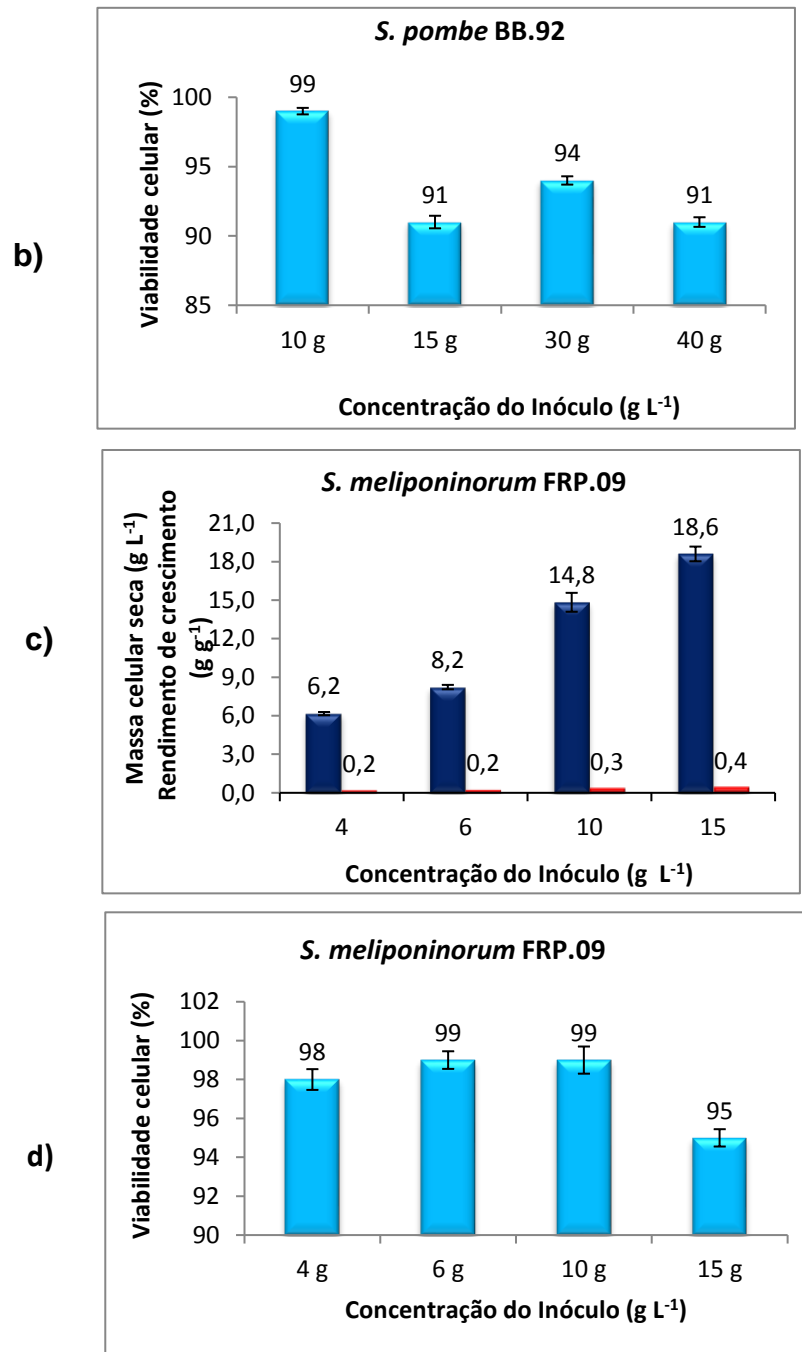 b)
S. pombe BB.92
Viabilidade celular (%)
100
95
90
85
99
91
94
91
10 g 15 g 30 g 40 g
Concentração do Inóculo (g L-1)
c)
S. meliponinorum FRP.09
Massa celular seca (g L-1)
Rendimento de crescimento
(g g-1)
21,0
18,0
15,0
12,0
9,0
6,0
3,0
0,0
6,2
0,2
8,2
0,2
14,8
0,3
18,6
0,4
4 6 10 15
Concentração do Inóculo (g L-1)
d)
S. meliponinorum FRP.09
Viabilidade celular (%)
102
100
98
96
94
92
90
98
99
99
95
4 g 6 g 10 g 15 g
Concentração do Inóculo (g L-1)